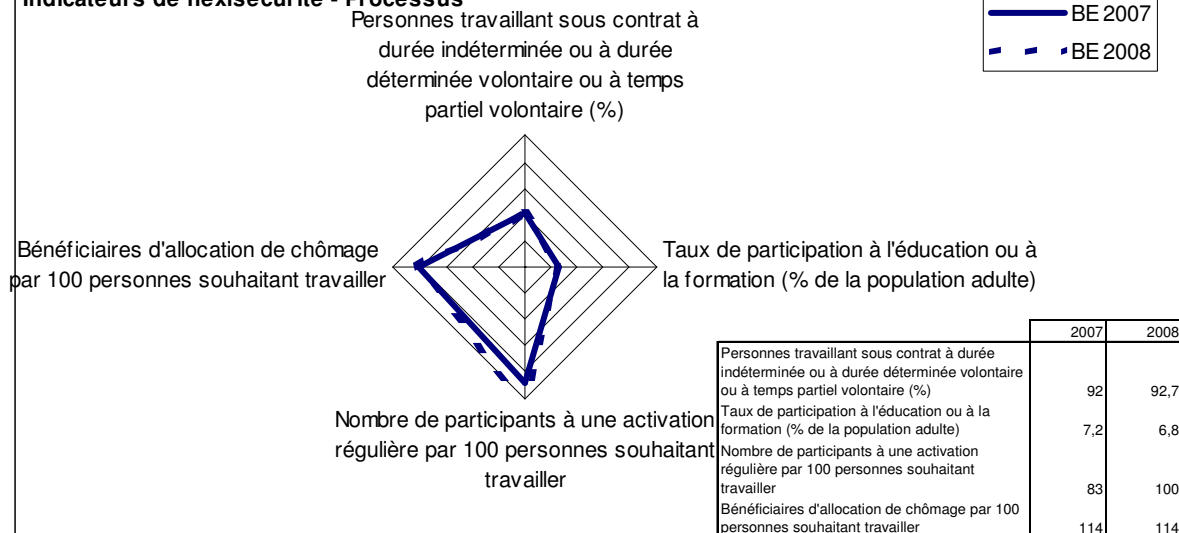 Indicateurs de flexisécurité - Processus
BE 2007
BE 2008
Personnes travaillant sous contrat à
durée indéterminée ou à durée
déterminée volontaire ou à temps
partiel volontaire (%)
Bénéficiaires d'allocation de chômage
par 100 personnes souhaitant travailler
Taux de participation à l'éducation ou à
la formation (% de la population adulte)
Nombre de participants à une activation
régulière par 100 personnes souhaitant
travailler
2007 2008
Personnes travaillant sous contrat à durée
indéterminée ou à durée déterminée volontaire
ou à temps partiel volontaire (%) 92 92,7
Taux de participation à l'éducation ou à la
formation (% de la population adulte) 7,2 6,8
Nombre de participants à une activation
régulière par 100 personnes souhaitant
travailler 83 100
Bénéficiaires d'allocation de chômage par 100
personnes souhaitant travailler 114 114